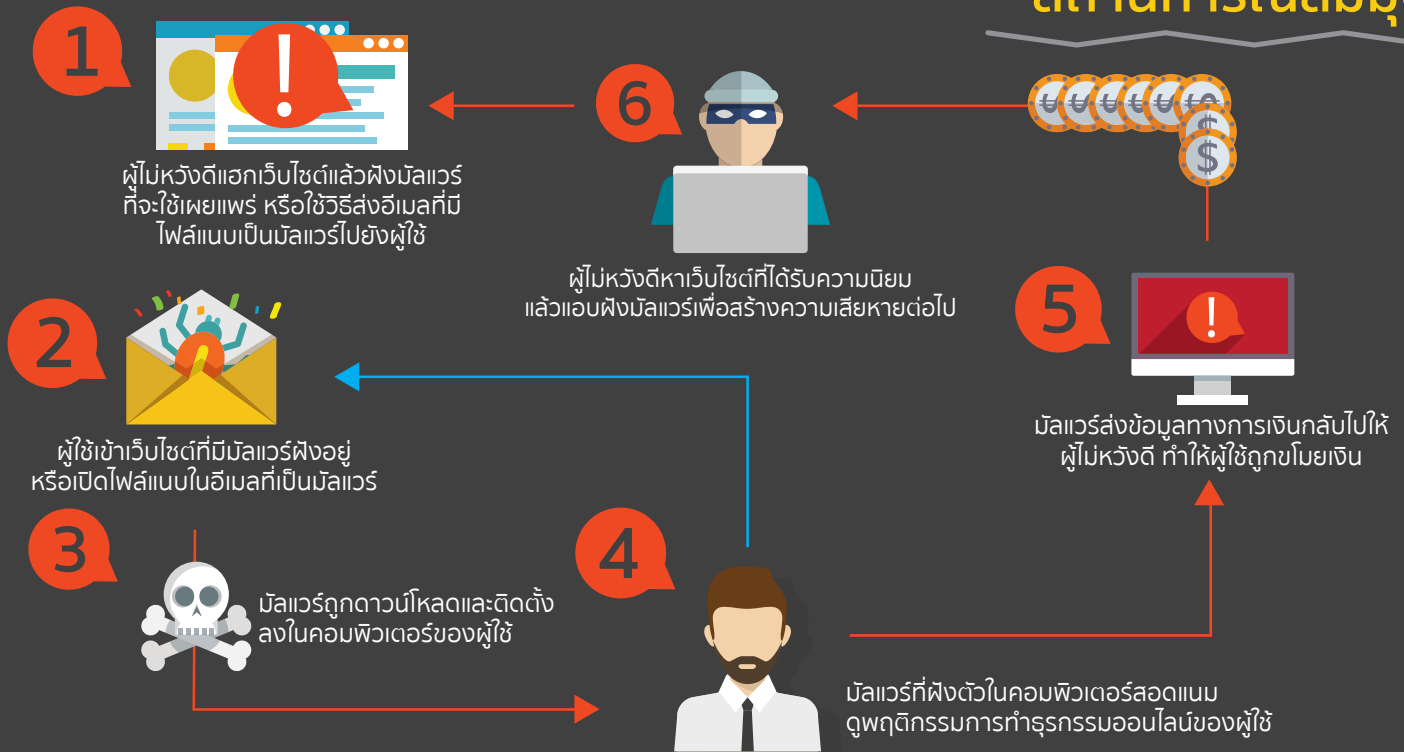 1
ผู้ไม่หวังดีแฮกเว็บไซต์แล้วฝังมัลแวร์
ที่จะใช้เผยแพร่ หรือใช้วิธีส่งอีเมลที่มี
ไฟล์แนบเป็นมัลแวร์ไปยังผู้ใช้
2
ผู้ใช้เข้าเว็บไซต์ที่มีมัลแวร์ฝังอยู่
หรือเปิดไฟล์แนบในอีเมลที่เป็นมัลแวร์
3
มัลแวร์ถูกดาวน์โหลดและติดตั้ง
ลงในคอมพิวเตอร์ของผู้ใช้
4
มัลแวร์ที่ฝังตัวในคอมพิวเตอร์สอดแนม
ดูพฤติกรรมการทำธุรกรรมออนไลน์ของผู้ใช้
5
มัลแวร์ส่งข้อมูลทางการเงินกลับไปให้
ผู้ไม่หวังดี ทำให้ผู้ใช้ถูกขโมยเงิน
6
ผู้ไม่หวังดีหาเว็บไซต์ที่ได้รับความนิยม
แล้วแอบฝังมัลแวร์เพื่อสร้างความเสียหายต่อไป